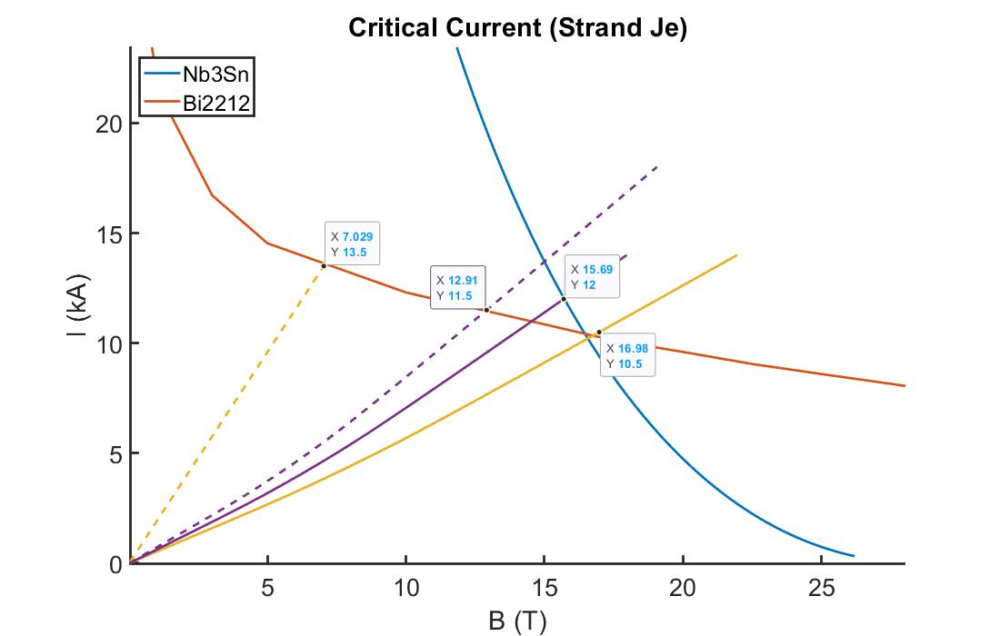 Critical Current (Strand Je)
Nb3Sn
Bi2212
20
15
10
5
0
I (kA)
X 7.029
Y 13.5
X 12.91
Y 11.5
X 15.69
Y 12
X 16.98
Y 10.5
5
10
15
20
25
B (T)